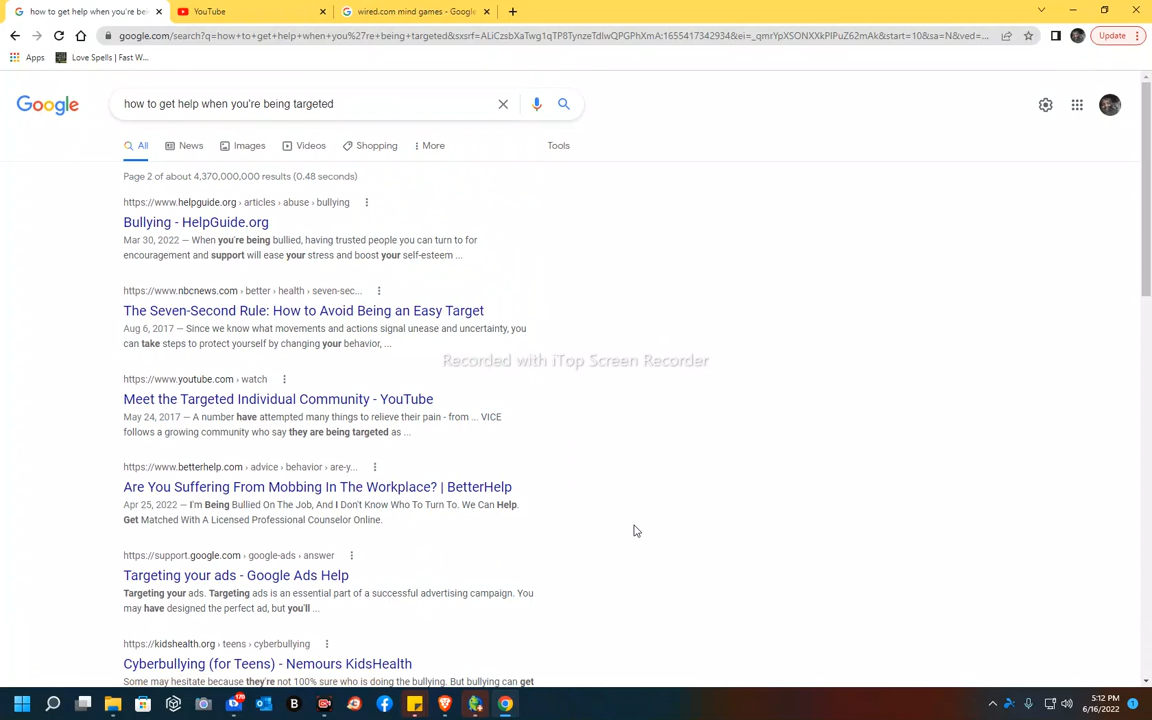 how to get help when you're bei
YouTube
wired.com mind games - Google
google.com/search?q=how+to+get+help+when+you%27re+being+targeted&sxsrf=ALiCzsbXaTwg1qTP8TynzeTdlwQPGPhXmA:1655417342934&ei=_qmrYpXSONXXkPIPuZ62mAk&start=10&sa=N&ved=...
Update
Apps
Love Spells | Fast W...
Google
how to get help when you're being targeted
All
News
Images
Videos
Shopping
More
Tools
Page 2 of about 4,370,000,000 results (0.48 seconds)
https://www.helpguide.org › articles › abuse › bullying
Bullying - HelpGuide.org
Mar 30, 2022 — When you're being bullied, having trusted people you can turn to for
encouragement and support will ease your stress and boost your self-esteem ...
https://www.nbcnews.com › better › health › seven-sec...
The Seven-Second Rule: How to Avoid Being an Easy Target
Aug 6, 2017 — Since we know what movements and actions signal unease and uncertainty, you
can take steps to protect yourself by changing your behavior, ...
Recorded with iTop Screen Recorder
https://www.youtube.com › watch
Meet the Targeted Individual Community - YouTube
May 24, 2017 — A number have attempted many things to relieve their pain - from ... VICE
follows a growing community who say they are being targeted as ...
https://www.betterhelp.com › advice › behavior › are-y...
Are You Suffering From Mobbing In The Workplace? | BetterHelp
Apr 25, 2022 — I'm Being Bullied On The Job, And I Don't Know Who To Turn To. We Can Help.
Get Matched With A Licensed Professional Counselor Online.
https://support.google.com › google-ads › answer
Targeting your ads - Google Ads Help
Targeting your ads. Targeting ads is an essential part of a successful advertising campaign. You
may have designed the perfect ad, but you'll ...
https://kidshealth.org › teens › cyberbullying
Cyberbullying (for Teens) - Nemours KidsHealth
Some may hesitate because they're not 100% sure who is doing the bullying. But bullying can get
5:12 PM
6/16/2022